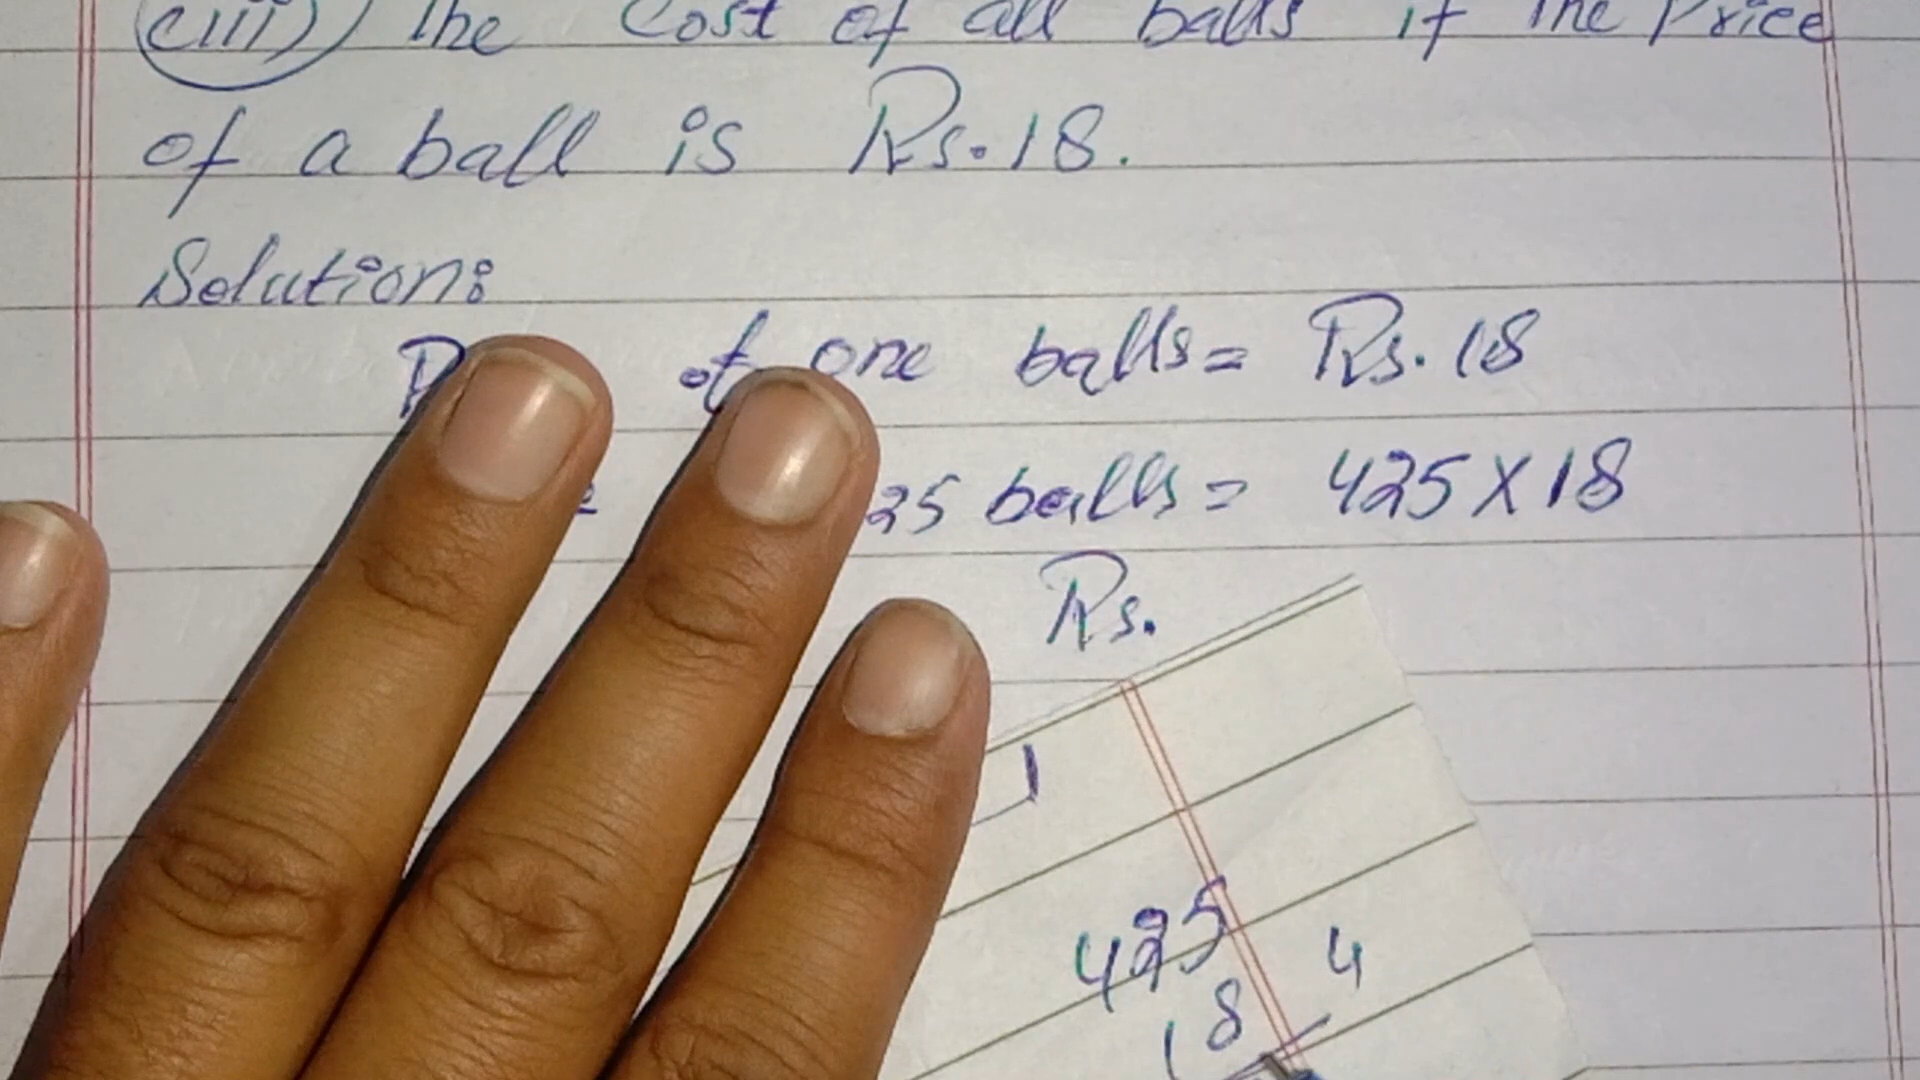 (iii) The Cost of all balls if the Price
of a ball is Rs.18.
Solution:
of one balls = Rs. 18
25 balls = 425 X 18
Rs.
1
425
4
18